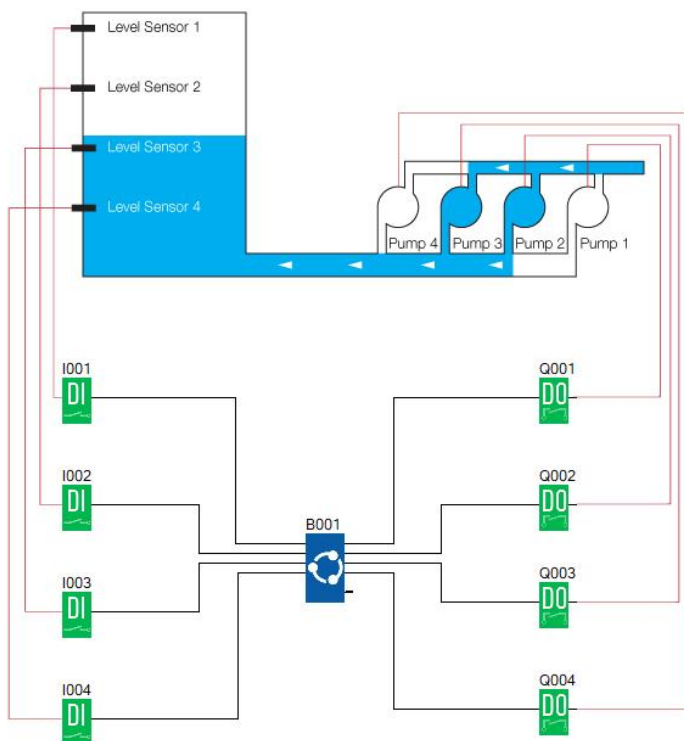 Level Sensor 1
Level Sensor 2
Level Sensor 3
Level Sensor 4
Pump 4 Pump 3 Pump 2 Pump 1
I001
DI
Q001
DO
I002
DI
Q002
DO
B001
I003
DI
Q003
DO
I004
DI
Q004
DO